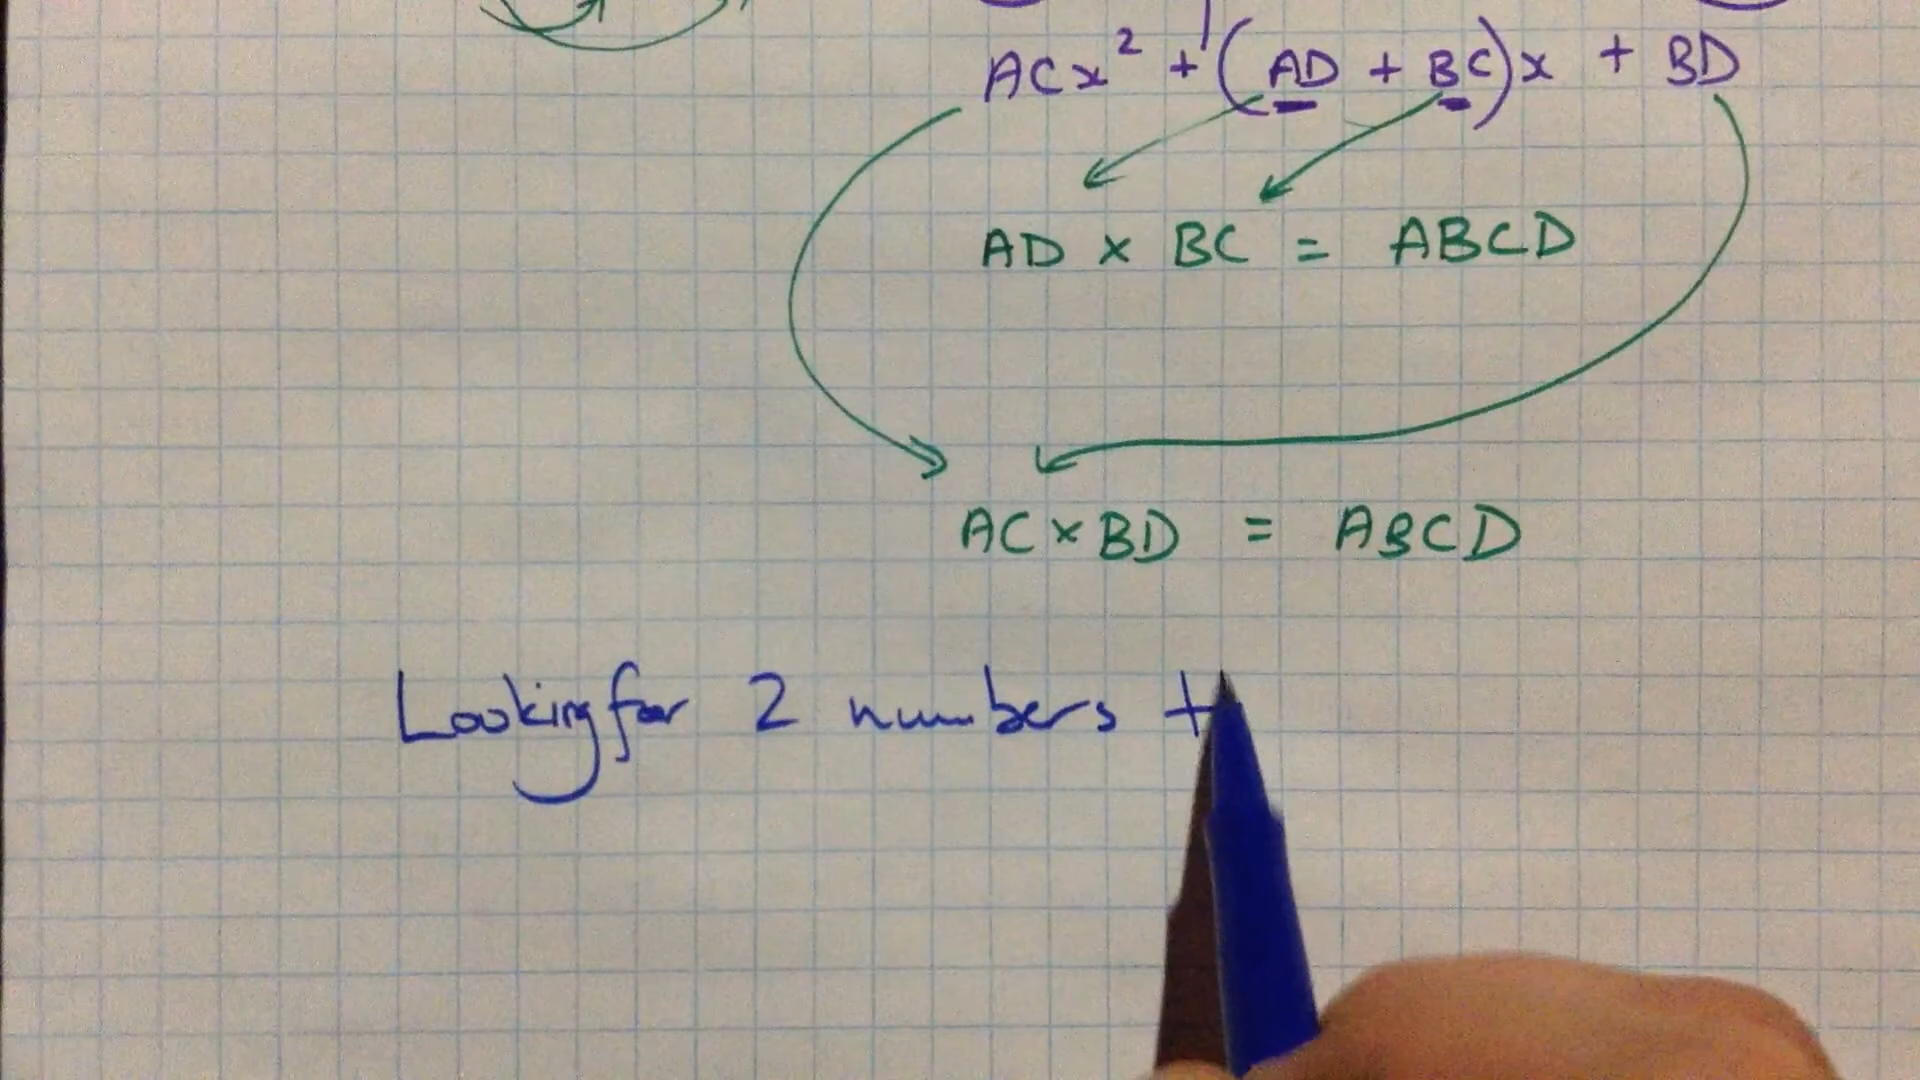 ACx² + (AD + BC)x + BD
AD × BC = ABCD
AC × BD = ABCD
Looking for 2 numbers t